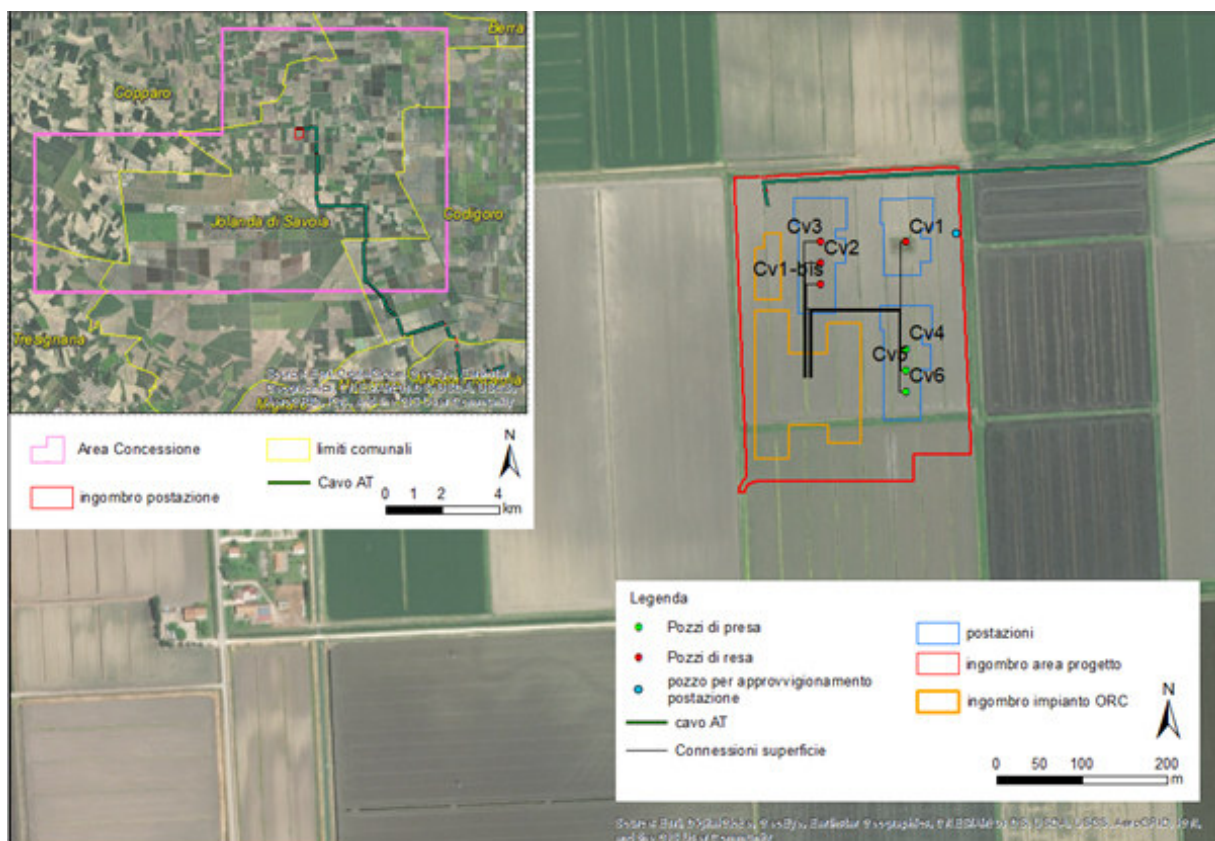 Berra
Copparo
Jolanda di Savoia
Codigoro
Tresignana
Area Concessione
limiti comunali
ingombro postazione
Cavo AT
N
0 1 2 4
km
Cv3
Cv2
Cv1
Cv1-bis
Cv4
Cv5
Cv6
Legenda
Pozzi di presa
Pozzi di resa
pozzo per approvvigionamento
postazione
cavo AT
Connessioni superficie
postazioni
ingombro area progetto
ingombro impianto ORC
N
0 50 100 200
m